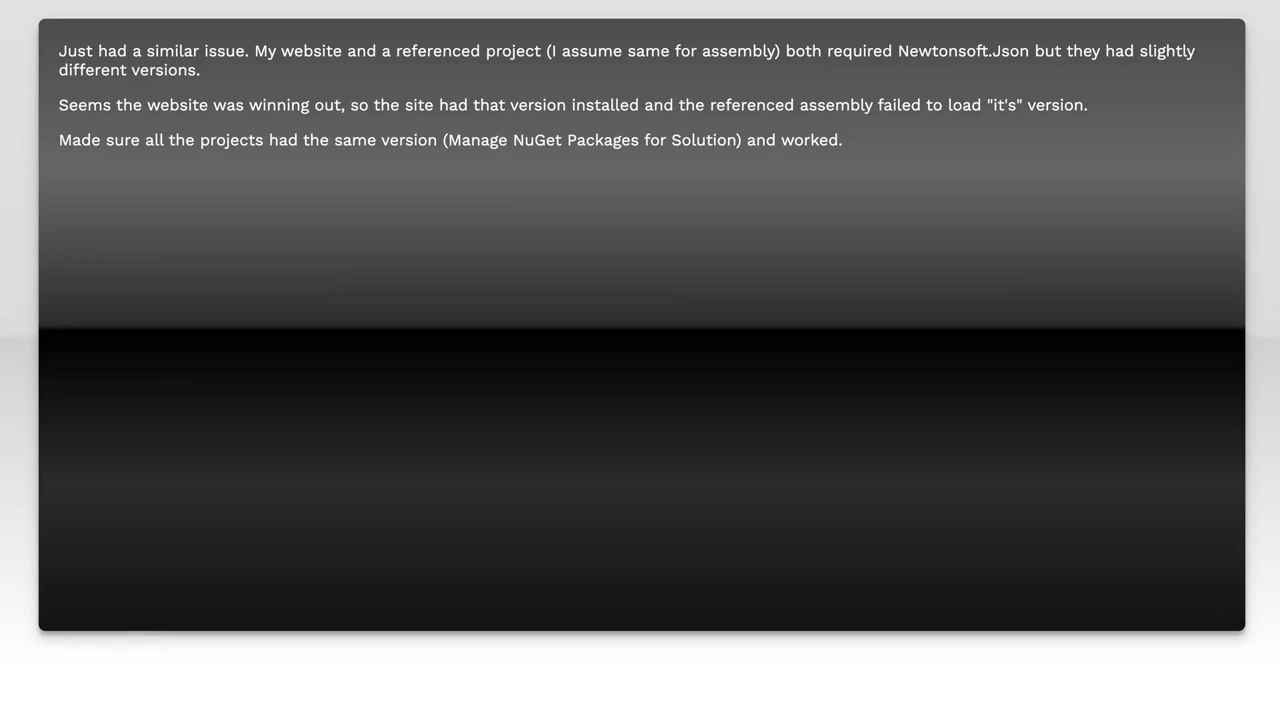 Just had a similar issue. My website and a referenced project (I assume same for assembly) both required Newtonsoft.Json but they had slightly
different versions.
Seems the website was winning out, so the site had that version installed and the referenced assembly failed to load "it's" version.
Made sure all the projects had the same version (Manage NuGet Packages for Solution) and worked.